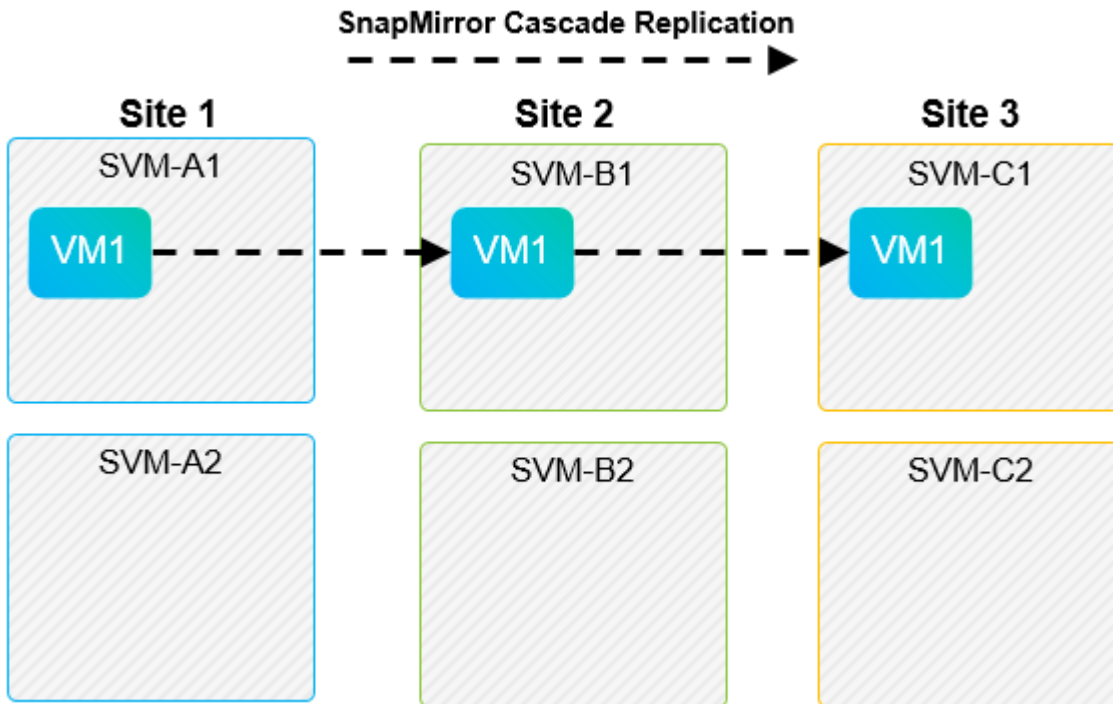 SnapMirror Cascade Replication
Site 1
Site 2
Site 3
SVM-A1
SVM-B1
SVM-C1
VM1
VM1
VM1
SVM-A2
SVM-B2
SVM-C2